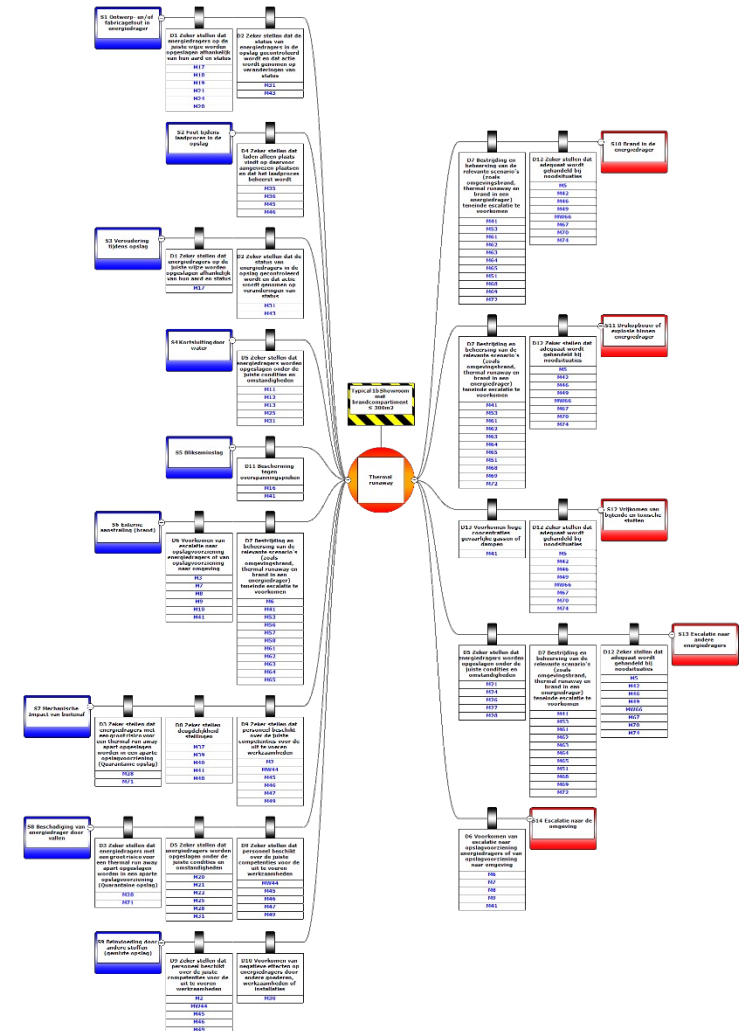 S1 Ontwerp- en/of
fabricagefout in
energiedrager
D1 Zeker stellen dat
energiedragers op de
juiste wijze worden
opgeslagen afhankelijk
van hun aard en status
M17
M18
M19
M21
M24
M28
D2 Zeker stellen dat de
status van
energiedragers in de
opslag gecontroleerd
wordt en dat actie
wordt genomen op
veranderingen van
status
M31
M43
S2 Fout tijdens
laadproces in de
opslag
D4 Zeker stellen dat
laden alleen plaats
vindt op daarvoor
aangewezen plaatsen
en dat het laadproces
beheerst wordt
M35
M36
M45
M46
S3 Veroudering
tijdens opslag
D1 Zeker stellen dat
energiedragers op de
juiste wijze worden
opgeslagen afhankelijk
van hun aard en status
M17
D2 Zeker stellen dat de
status van
energiedragers in de
opslag gecontroleerd
wordt en dat actie
wordt genomen op
veranderingen van
status
M31
M43
S4 Kortsluiting door
water
D5 Zeker stellen dat
energiedragers worden
opgeslagen onder de
juiste condities en
omstandigheden
M11
M12
M13
M25
M31
S5 Blikseminslag
D11 Bescherming
tegen
overspanningspieken
M16
M41
S6 Externe
aanstraling (brand)
D6 Voorkomen van
escalatie naar
opslagvoorziening
energiedragers of van
opslagvoorziening
naar omgeving
M3
M7
M8
M9
M10
M41
D7 Bestrijding en
beheersing van de
relevante scenario's
(zoals
omgevingsbrand,
thermal runaway en
brand in een
energiedrager)
teneinde escalatie te
voorkomen
M6
M41
M53
M56
M57
M58
M61
M62
M63
M64
M65
S7 Mechanische
impact van buitenaf
D3 Zeker stellen dat
energiedragers met
een groot risico voor
een thermal run away
apart opgeslagen
worden in een aparte
opslagvoorziening
(Quarantaine opslag)
M28
M71
D8 Zeker stellen
deugdelijkheid
stellingen
M37
M39
M40
M41
M48
D9 Zeker stellen dat
personeel beschikt
over de juiste
competenties voor de
uit te voeren
werkzaamheden
M2
MW44
M45
M46
M47
M49
S8 Beschadiging van
energiedrager door
vallen
D3 Zeker stellen dat
energiedragers met
een groot risico voor
een thermal run away
apart opgeslagen
worden in een aparte
opslagvoorziening
(Quarantaine opslag)
M28
M71
D5 Zeker stellen dat
energiedragers worden
opgeslagen onder de
juiste condities en
omstandigheden
M20
M21
M22
M25
M28
M31
D9 Zeker stellen dat
personeel beschikt
over de juiste
competenties voor de
uit te voeren
werkzaamheden
MW44
M45
M46
M47
M49
S9 Beïnvloeding door
andere stoffen
(gemixte opslag)
D9 Zeker stellen dat
personeel beschikt
over de juiste
competenties voor de
uit te voeren
werkzaamheden
M2
MW44
M45
M46
M49
D10 Voorkomen van
negatieve effecten op
energiedragers door
andere goederen,
werkzaamheden of
installaties
M30
Typical 1b Showroom
met
brandcompartiment
≤ 300m2
Thermal
runaway
S10 Brand in de
energiedrager
D7 Bestrijding en
beheersing van de
relevante scenario's
(zoals
omgevingsbrand,
thermal runaway en
brand in een
energiedrager)
teneinde escalatie te
voorkomen
M41
M53
M61
M62
M63
M64
M65
M51
M68
M69
M72
D12 Zeker stellen dat
adequaat wordt
gehandeld bij
noodsituaties
M5
M42
M46
M49
MW66
M67
M70
M74
S11 Drukopbouw of
explosie binnen
energiedrager
D7 Bestrijding en
beheersing van de
relevante scenario's
(zoals
omgevingsbrand,
thermal runaway en
brand in een
energiedrager)
teneinde escalatie te
voorkomen
M41
M53
M61
M62
M63
M64
M65
M51
M68
M69
M72
D12 Zeker stellen dat
adequaat wordt
gehandeld bij
noodsituaties
M5
M42
M46
M49
MW66
M67
M70
M74
S12 Vrijkomen van
bijtende en toxische
stoffen
D13 Voorkomen hoge
concentraties
gevaarlijke gassen of
dampen
M41
D12 Zeker stellen dat
adequaat wordt
gehandeld bij
noodsituaties
M5
M42
M46
M49
MW66
M67
M70
M74
S13 Escalatie naar
andere
energiedragers
D5 Zeker stellen dat
energiedragers worden
opgeslagen onder de
juiste condities en
omstandigheden
M21
M24
M26
M27
M28
D7 Bestrijding en
beheersing van de
relevante scenario's
(zoals
omgevingsbrand,
thermal runaway en
brand in een
energiedrager)
teneinde escalatie te
voorkomen
M41
M53
M61
M62
M63
M64
M65
M51
M68
M69
M72
D12 Zeker stellen dat
adequaat wordt
gehandeld bij
noodsituaties
M5
M42
M46
M49
MW66
M67
M70
M74
S14 Escalatie naar de
omgeving
D6 Voorkomen van
escalatie naar
opslagvoorziening
energiedragers of van
opslagvoorziening
naar omgeving
M6
M7
M8
M9
M41